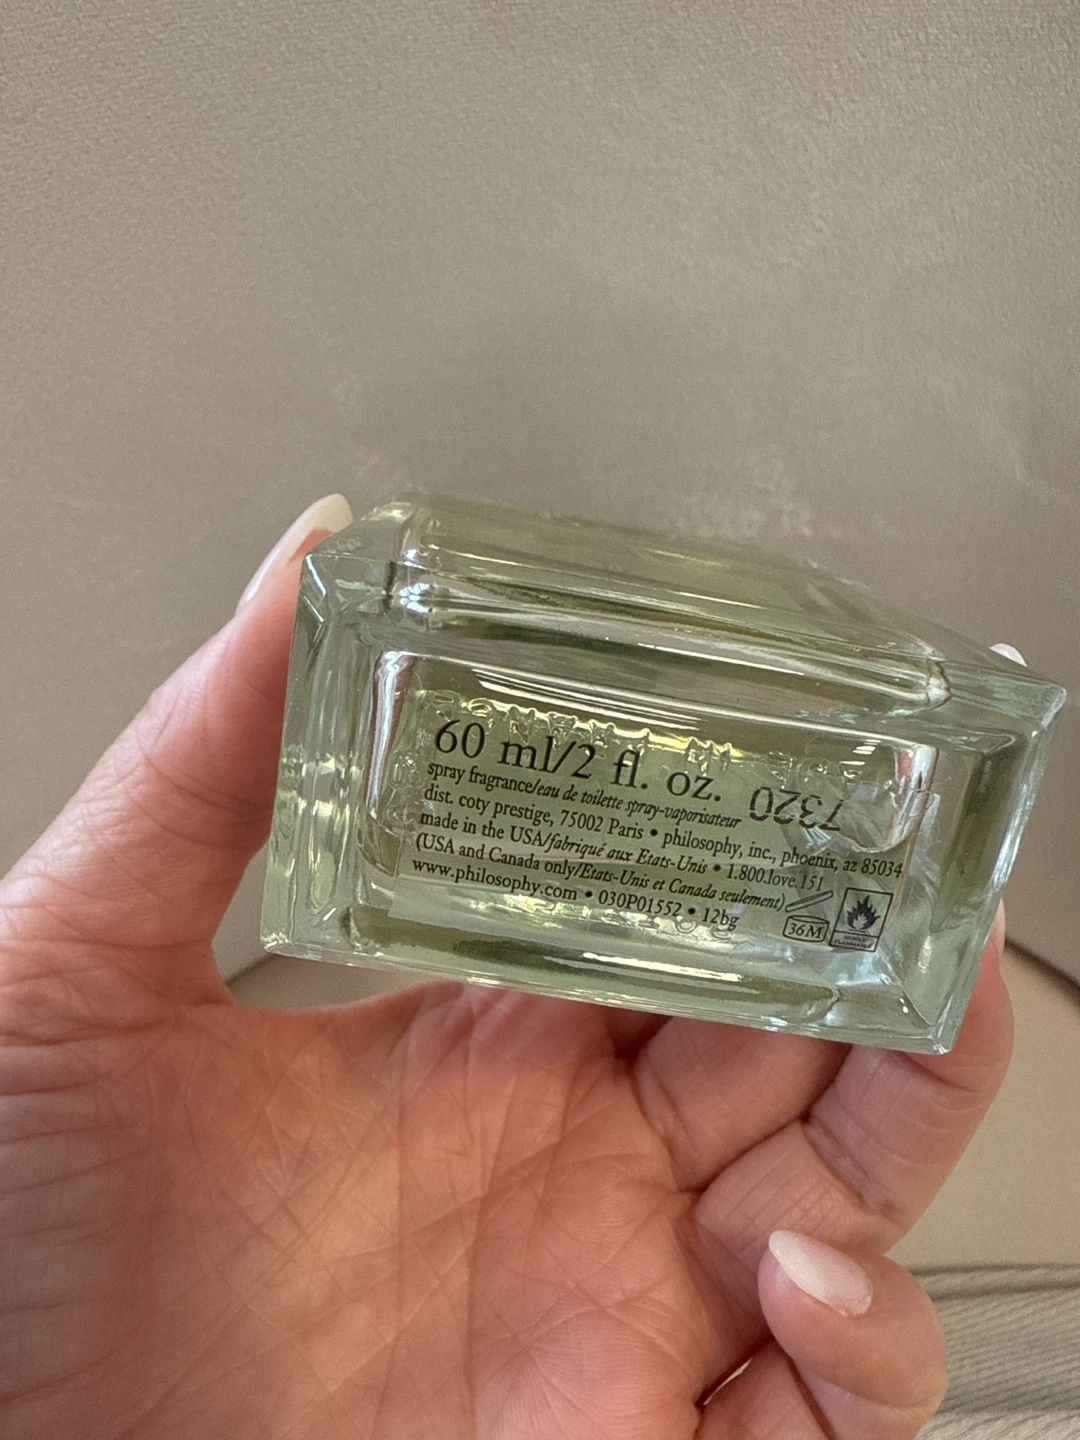 60 ml/2 fl. oz.
7320
spray fragrance/eau de toilette spray-vaporisateur
dist. coty prestige, 75002 Paris • philosophy, inc., phoenix, az 85034
made in the USA/fabriqué aux Etats-Unis • 1.800.love.151
(USA and Canada only/Etats-Unis et Canada seulement)
www.philosophy.com • 030P01552 • 12bg
36M
FLAMMABLE